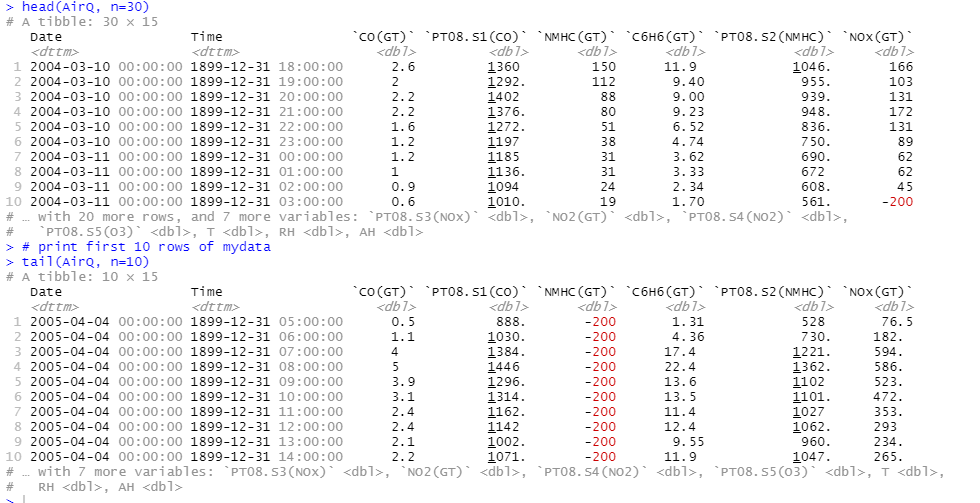 > head(AirQ, n=30)
# A tibble: 30 × 15
   Date                Time                `CO(GT)` `PT08.S1(CO)` `NMHC(GT)` `C6H6(GT)` `PT08.S2(NMHC)` `NOx(GT)`
   <dttm>              <dttm>                 <dbl>         <dbl>      <dbl>      <dbl>           <dbl>     <dbl>
 1 2004-03-10 00:00:00 1899-12-31 18:00:00      2.6         1360         150      11.9            1046.       166
 2 2004-03-10 00:00:00 1899-12-31 19:00:00      2           1292.        112       9.40            955.       103
 3 2004-03-10 00:00:00 1899-12-31 20:00:00      2.2         1402          88       9.00            939.       131
 4 2004-03-10 00:00:00 1899-12-31 21:00:00      2.2         1376.         80       9.23            948.       172
 5 2004-03-10 00:00:00 1899-12-31 22:00:00      1.6         1272.         51       6.52            836.       131
 6 2004-03-10 00:00:00 1899-12-31 23:00:00      1.2         1197          38       4.74            750.        89
 7 2004-03-11 00:00:00 1899-12-31 00:00:00      1.2         1185          31       3.62            690.        62
 8 2004-03-11 00:00:00 1899-12-31 01:00:00      1           1136.         31       3.33            672         62
 9 2004-03-11 00:00:00 1899-12-31 02:00:00      0.9         1094          24       2.34            608.        45
10 2004-03-11 00:00:00 1899-12-31 03:00:00      0.6         1010.         19       1.70            561.      -200
# … with 20 more rows, and 7 more variables: `PT08.S3(NOx)` <dbl>, `NO2(GT)` <dbl>, `PT08.S4(NO2)` <dbl>,
#   `PT08.S5(O3)` <dbl>, T <dbl>, RH <dbl>, AH <dbl>
> # print first 10 rows of mydata
> tail(AirQ, n=10)
# A tibble: 10 × 15
   Date                Time                `CO(GT)` `PT08.S1(CO)` `NMHC(GT)` `C6H6(GT)` `PT08.S2(NMHC)` `NOx(GT)`
   <dttm>              <dttm>                 <dbl>         <dbl>      <dbl>      <dbl>           <dbl>     <dbl>
 1 2005-04-04 00:00:00 1899-12-31 05:00:00      0.5          888.       -200       1.31            528       76.5
 2 2005-04-04 00:00:00 1899-12-31 06:00:00      1.1         1030.       -200       4.36            730.     182.
 3 2005-04-04 00:00:00 1899-12-31 07:00:00      4           1384.       -200      17.4            1221.     594.
 4 2005-04-04 00:00:00 1899-12-31 08:00:00      5           1446        -200      22.4            1362.     586.
 5 2005-04-04 00:00:00 1899-12-31 09:00:00      3.9         1296.       -200      13.6            1102      523.
 6 2005-04-04 00:00:00 1899-12-31 10:00:00      3.1         1314.       -200      13.5            1101.     472.
 7 2005-04-04 00:00:00 1899-12-31 11:00:00      2.4         1162.       -200      11.4            1027      353.
 8 2005-04-04 00:00:00 1899-12-31 12:00:00      2.4         1142        -200      12.4            1062.     293
 9 2005-04-04 00:00:00 1899-12-31 13:00:00      2.1         1002.       -200       9.55            960.     234.
10 2005-04-04 00:00:00 1899-12-31 14:00:00      2.2         1071.       -200      11.9            1047.     265.
# … with 7 more variables: `PT08.S3(NOx)` <dbl>, `NO2(GT)` <dbl>, `PT08.S4(NO2)` <dbl>, `PT08.S5(O3)` <dbl>, T <dbl>,
#   RH <dbl>, AH <dbl>
>